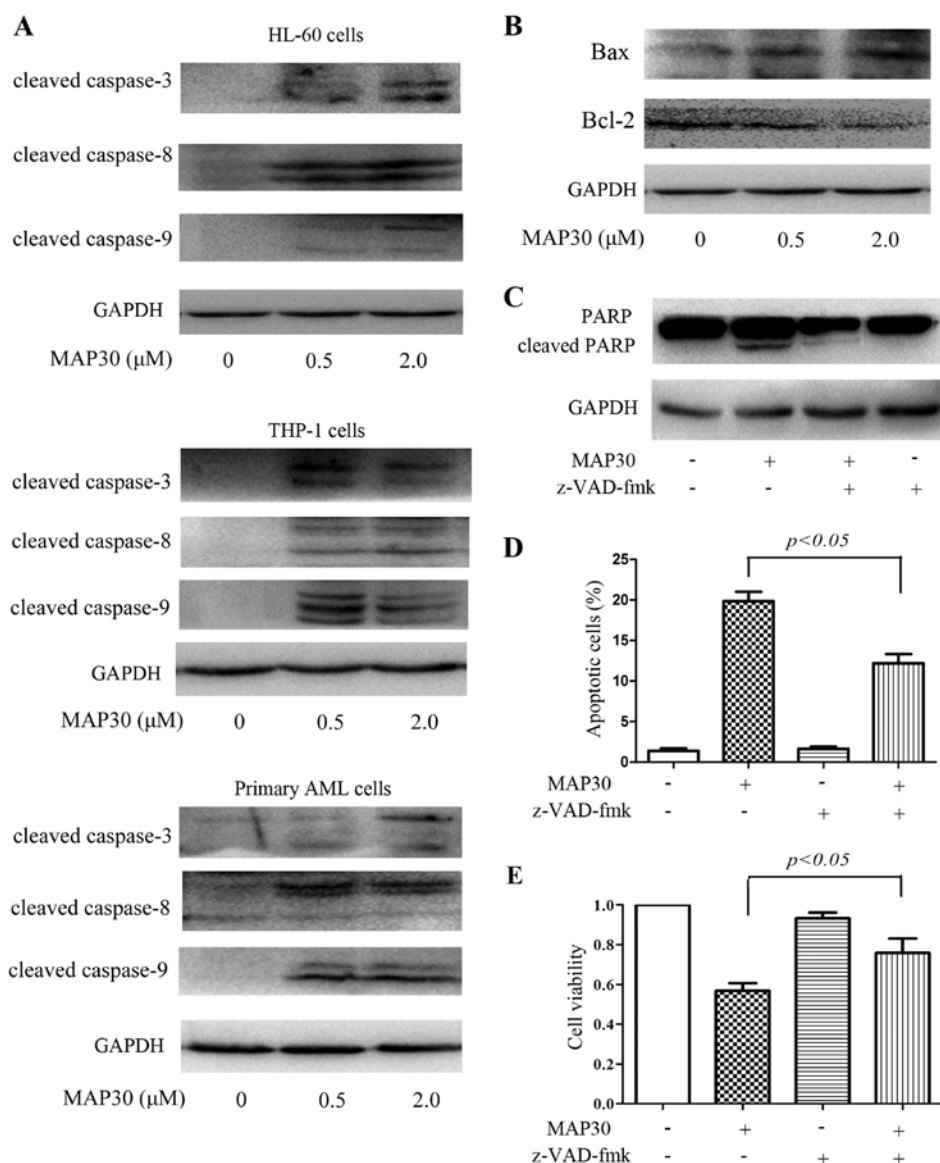 A
HL-60 cells
cleaved caspase-3
cleaved caspase-8
cleaved caspase-9
GAPDH
MAP30 (μM) 0 0.5 2.0
THP-1 cells
cleaved caspase-3
cleaved caspase-8
cleaved caspase-9
GAPDH
MAP30 (μM) 0 0.5 2.0
Primary AML cells
cleaved caspase-3
cleaved caspase-8
cleaved caspase-9
GAPDH
MAP30 (μM) 0 0.5 2.0
B
Bax
Bcl-2
GAPDH
MAP30 (μM) 0 0.5 2.0
C
PARP
cleaved PARP
GAPDH
MAP30 - + + -
z-VAD-fmk - - + +
D
p<0.05
Apoptotic cells (%)
25
20
15
10
5
0
MAP30 - + - +
z-VAD-fmk - - + +
E
p<0.05
Cell viability
1.0
0.8
0.6
0.4
0.2
0.0
MAP30 - + - +
z-VAD-fmk - - + +